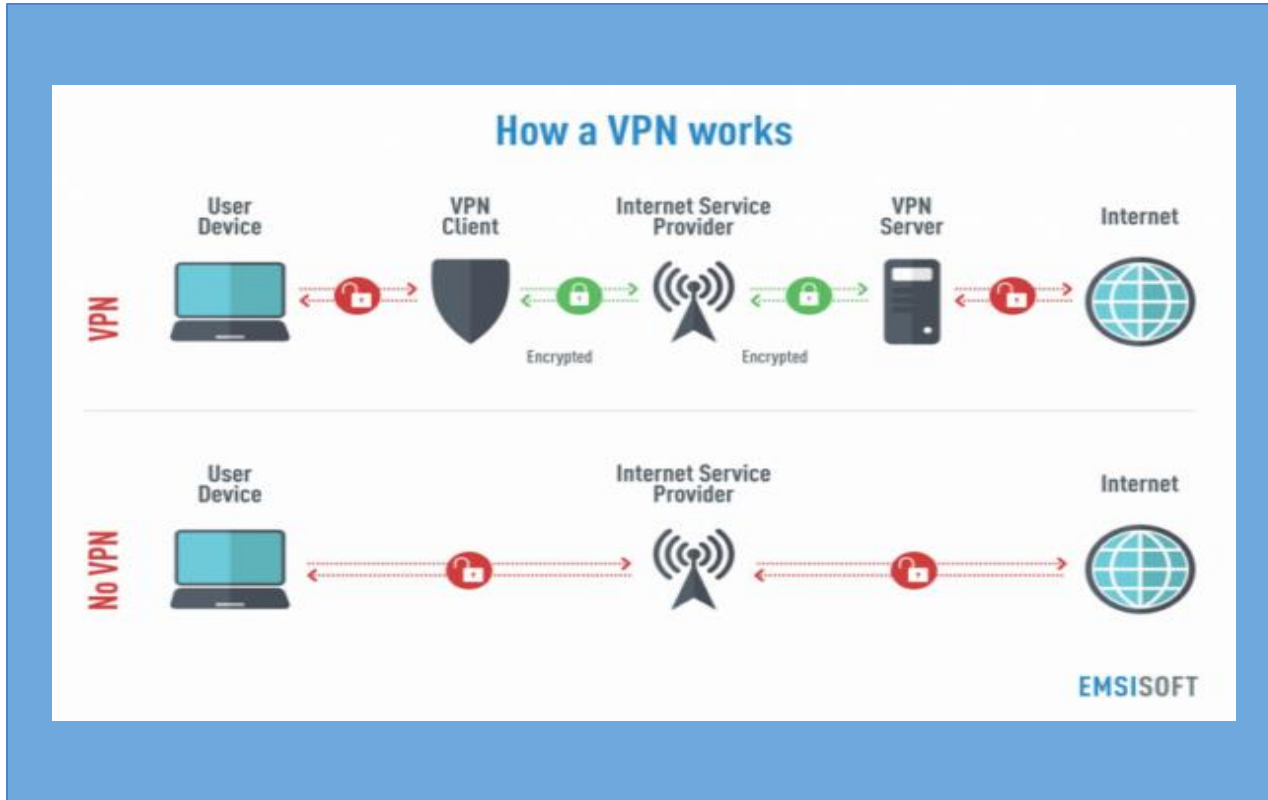 How a VPN works
User
Device
VPN
Client
Internet Service
Provider
VPN
Server
Internet
VPN
Encrypted
Encrypted
User
Device
Internet Service
Provider
Internet
No VPN
EMSISOFT